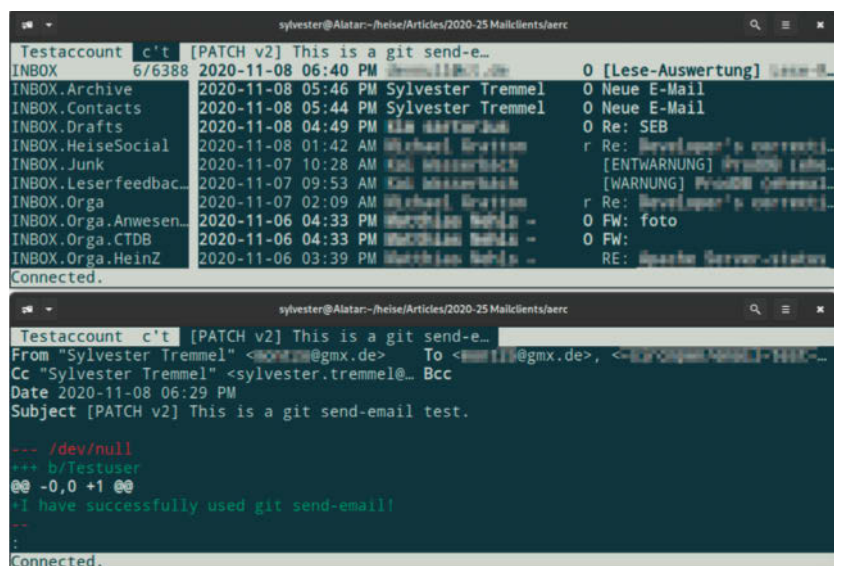 sylvester@Alatar:~/heise/Articles/2020-25 Mailclients/aerc
Testaccount c't [PATCH v2] This is a git send-e…
INBOX 6/6388 2020-11-08 06:40 PM O [Lese-Auswertung]
INBOX.Archive 2020-11-08 05:46 PM Sylvester Tremmel O Neue E-Mail
INBOX.Contacts 2020-11-08 05:44 PM Sylvester Tremmel O Neue E-Mail
INBOX.Drafts 2020-11-08 04:49 PM O Re: SEB
INBOX.HeiseSocial 2020-11-08 01:42 AM r Re:
INBOX.Junk 2020-11-07 10:28 AM [ENTWARNUNG]
INBOX.Leserfeedbac… 2020-11-07 09:53 AM [WARNUNG]
INBOX.Orga 2020-11-07 02:09 AM r Re:
INBOX.Orga.Anwesen… 2020-11-06 04:33 PM O FW: foto
INBOX.Orga.CTDB 2020-11-06 04:33 PM O FW:
INBOX.Orga.HeinZ 2020-11-06 03:39 PM RE:
Connected.
sylvester@Alatar:~/heise/Articles/2020-25 Mailclients/aerc
Testaccount c't [PATCH v2] This is a git send-e…
From "Sylvester Tremmel" < @gmx.de> To < @gmx.de>, <
Cc "Sylvester Tremmel" <sylvester.tremmel@… Bcc
Date 2020-11-08 06:29 PM
Subject [PATCH v2] This is a git send-email test.
--- /dev/null
+++ b/Testuser
@@ -0,0 +1 @@
+I have successfully used git send-email!
--
:
Connected.